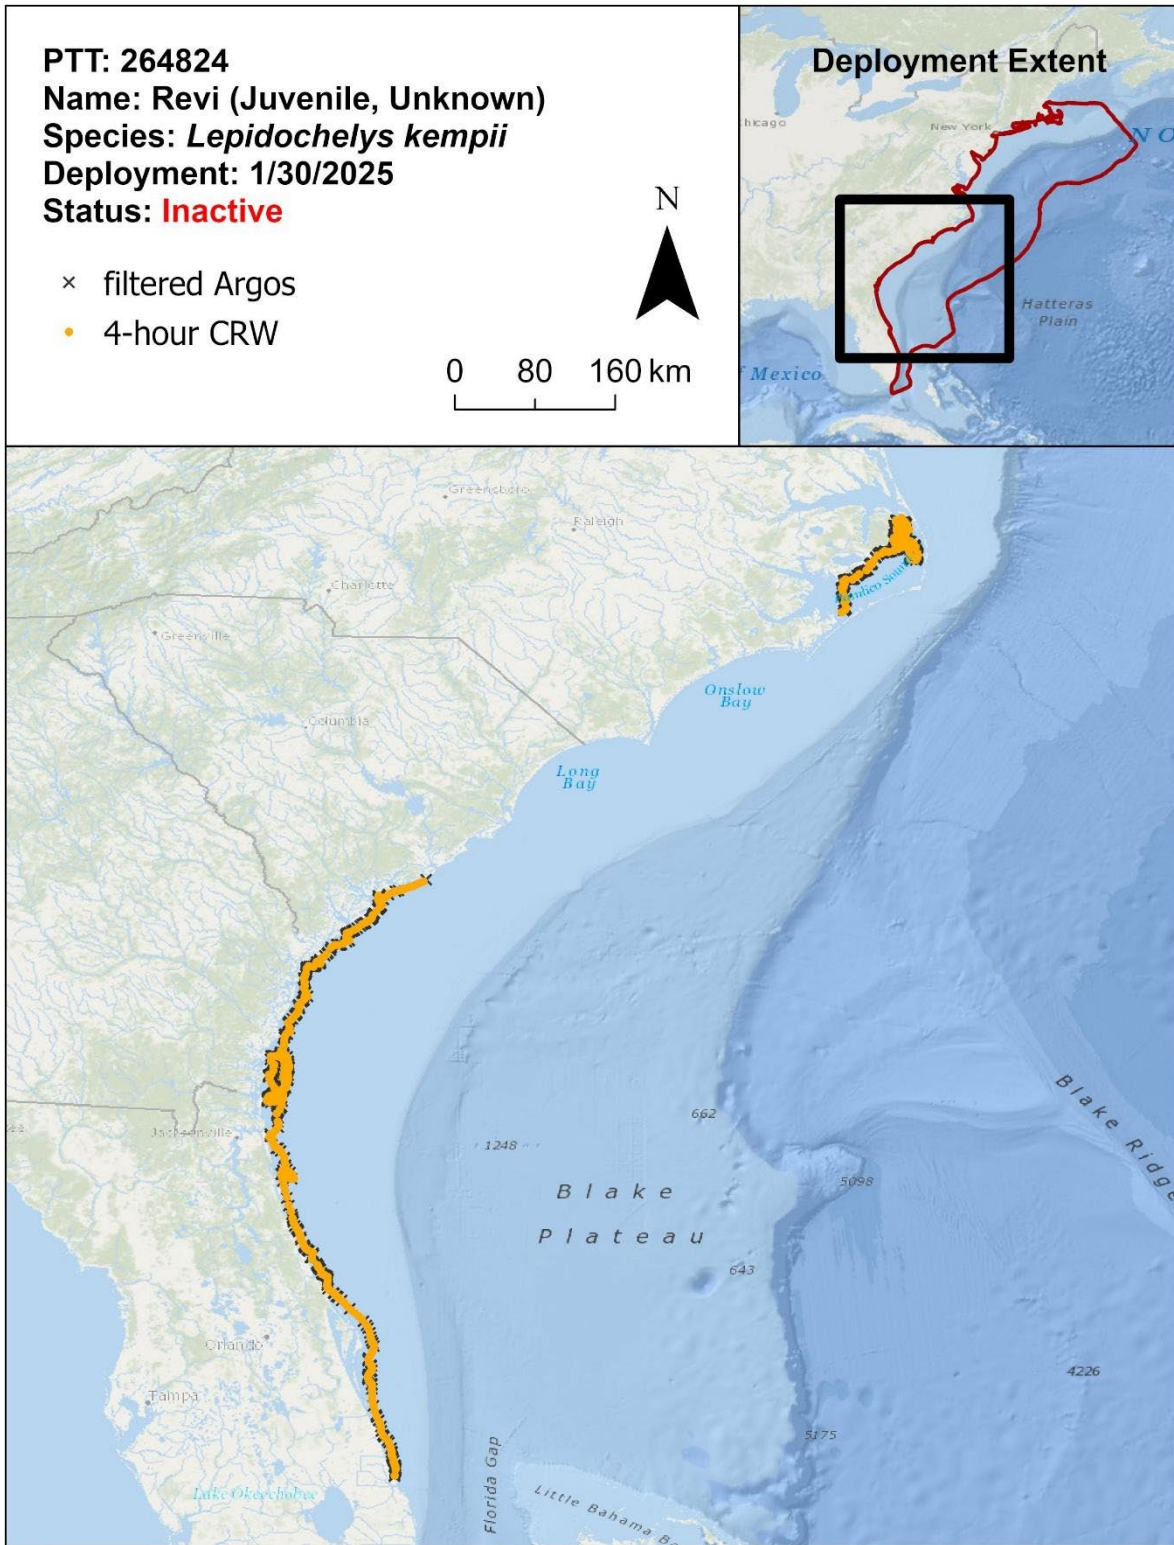 PTT: 264824
Name: Revi (Juvenile, Unknown)
Species: Lepidochelys kempii
Deployment: 1/30/2025
Status: Inactive
N
× filtered Argos
4-hour CRW
0 80 160 km
Deployment Extent
New York
N O
Hatteras
Plain
Mexico
Greensboro
Raleigh
Charlotte
Greenville
Columbia
Onslow
Bay
Long
Bay
Jacksonville
Blake Ridge
662
1248
5098
Blake
Plateau
643
Orlando
Tampa
4226
5175
Florida Gap
Lake Okeechobee
Little Bahama B